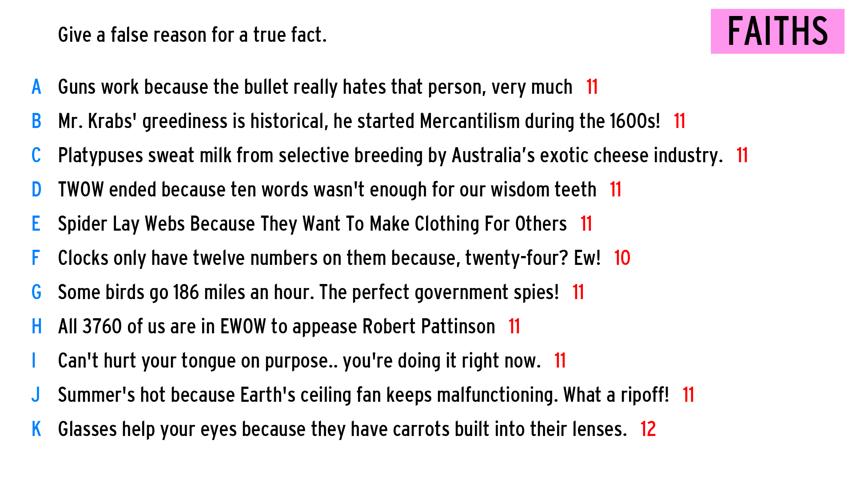 Give a false reason for a true fact.
FAITHS
A Guns work because the bullet really hates that person, very much 11
B Mr. Krabs' greediness is historical, he started Mercantilism during the 1600s! 11
C Platypuses sweat milk from selective breeding by Australia's exotic cheese industry. 11
D TWOW ended because ten words wasn't enough for our wisdom teeth 11
E Spider Lay Webs Because They Want To Make Clothing For Others 11
F Clocks only have twelve numbers on them because, twenty-four? Ew! 10
G Some birds go 186 miles an hour. The perfect government spies! 11
H All 3760 of us are in EWOW to appease Robert Pattinson 11
I Can't hurt your tongue on purpose.. you're doing it right now. 11
J Summer's hot because Earth's ceiling fan keeps malfunctioning. What a ripoff! 11
K Glasses help your eyes because they have carrots built into their lenses. 12